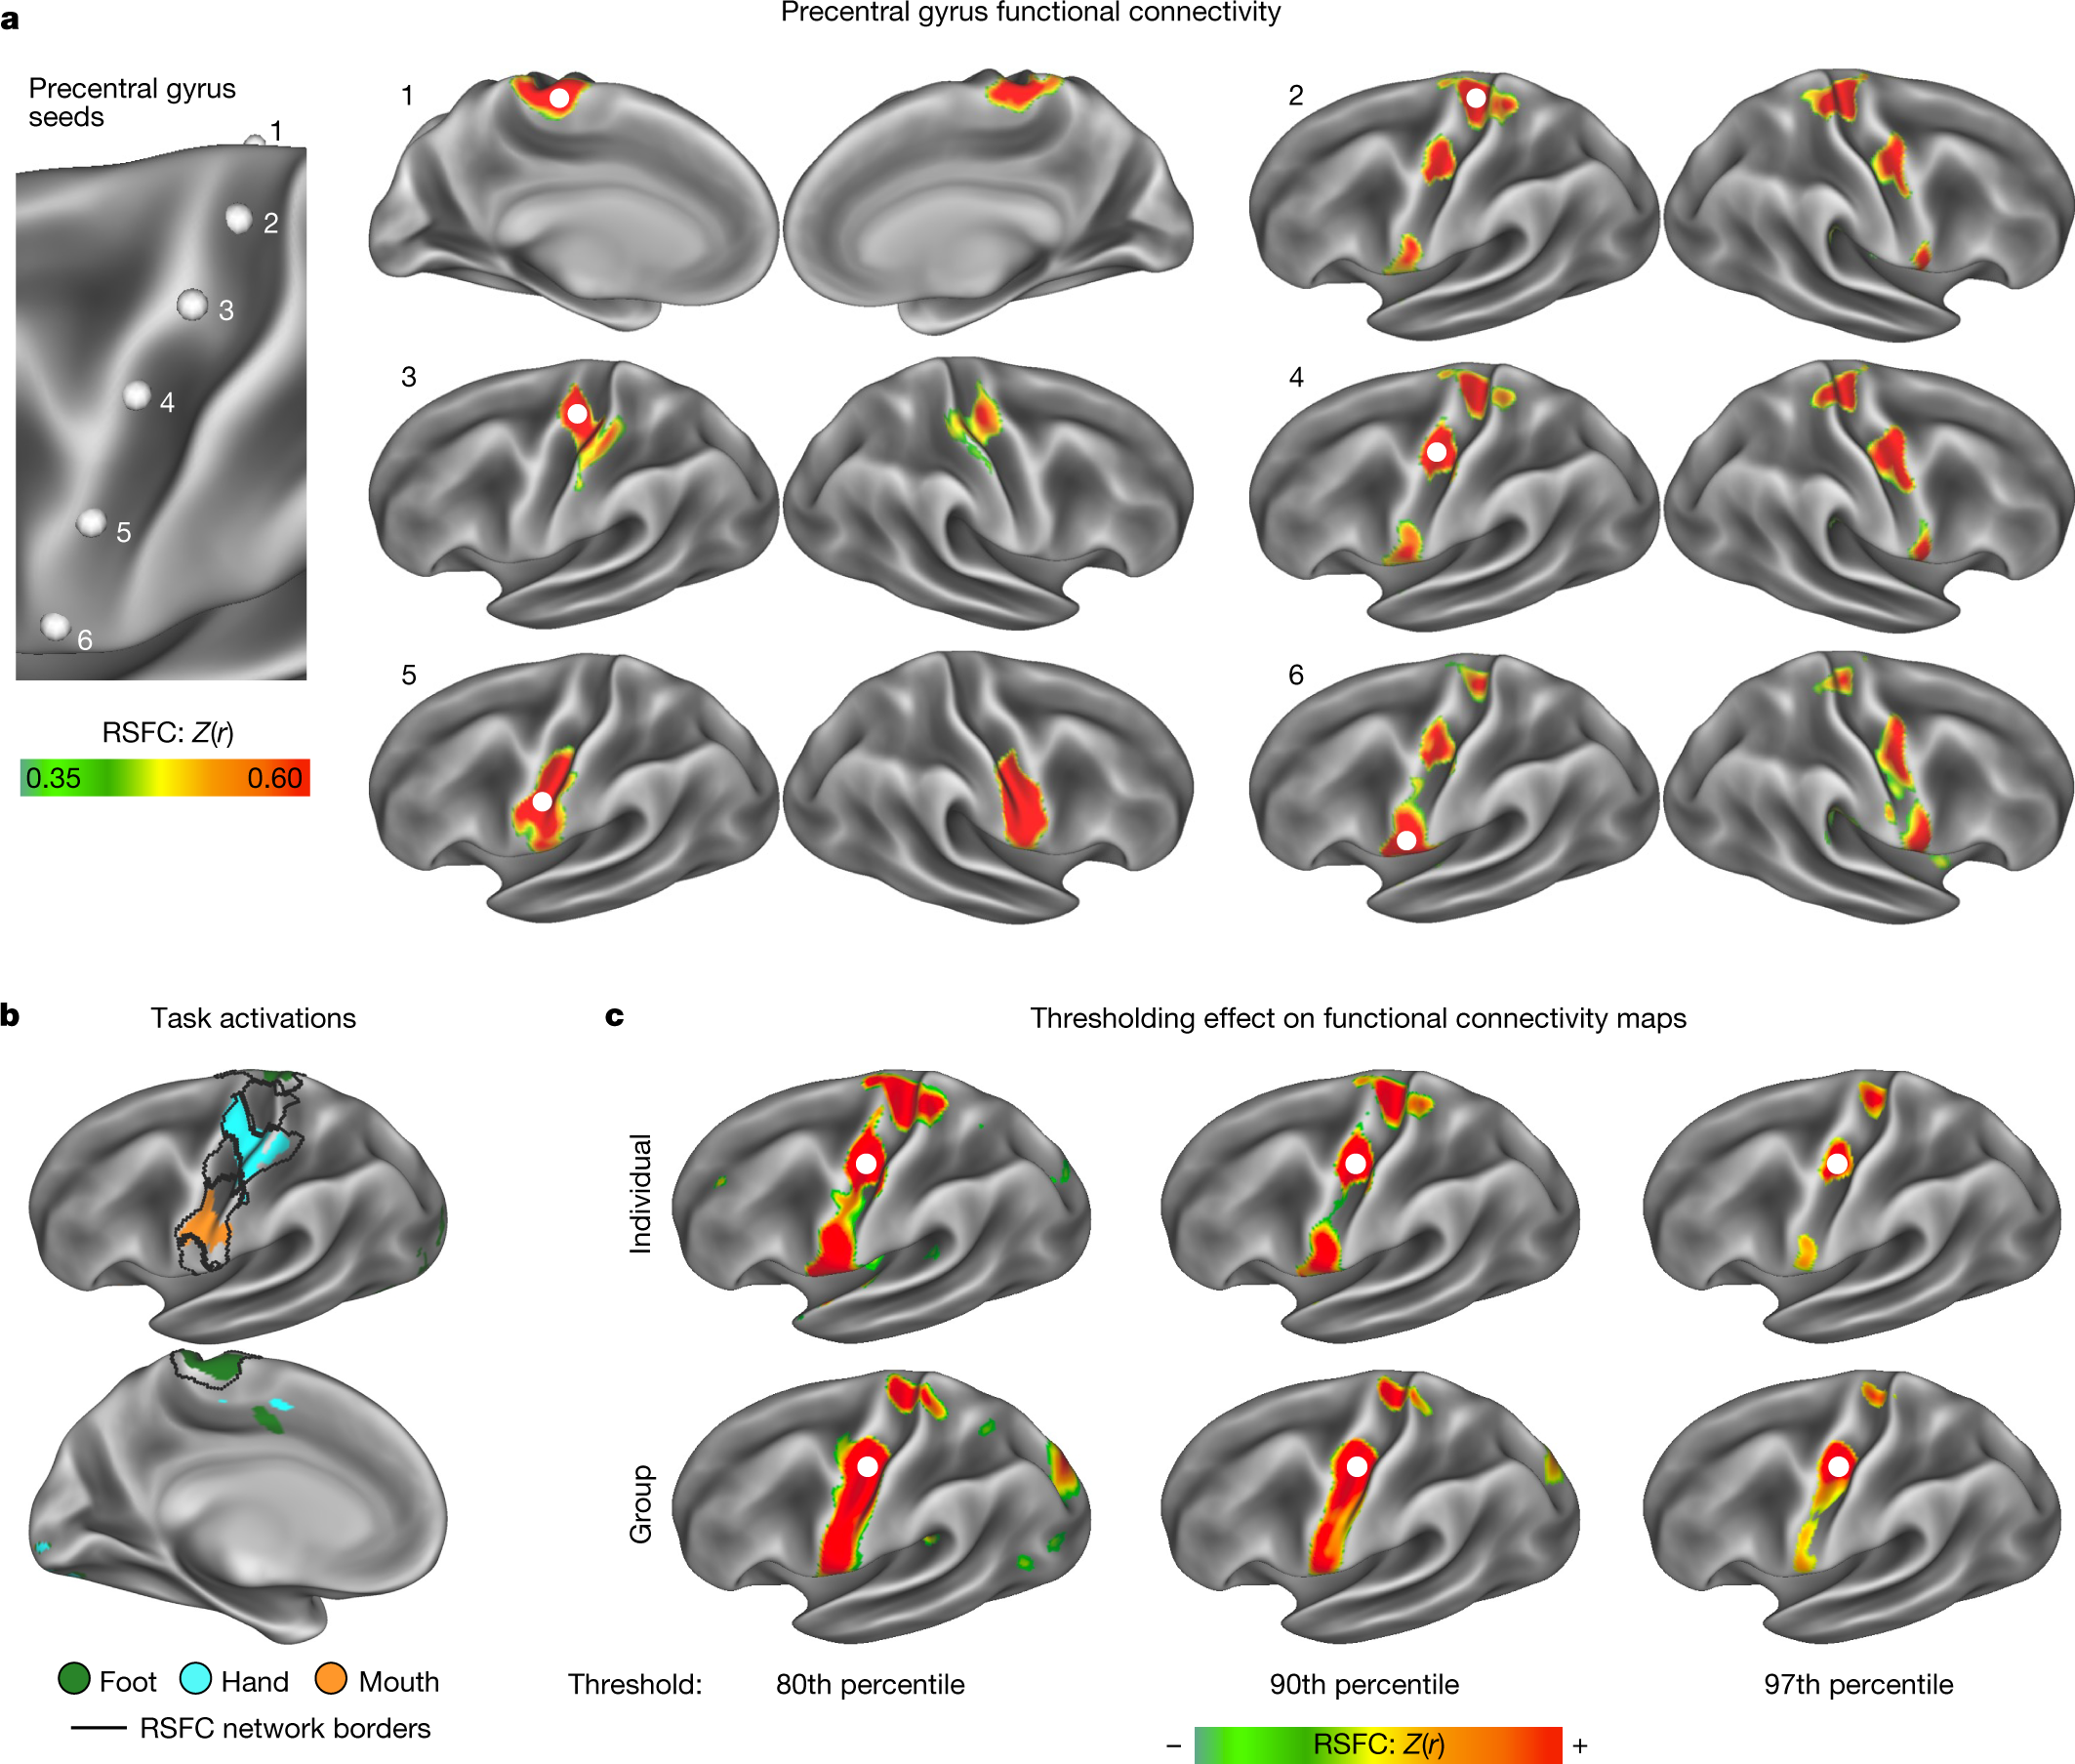 a
Precentral gyrus functional connectivity
Precentral gyrus
seeds
1
2
3
4
5
6
RSFC: Z(r)
0.35 0.60
1
2
3
4
5
6
b
Task activations
Foot Hand Mouth
RSFC network borders
c
Thresholding effect on functional connectivity maps
Individual
Group
Threshold: 80th percentile 90th percentile 97th percentile
– RSFC: Z(r) +